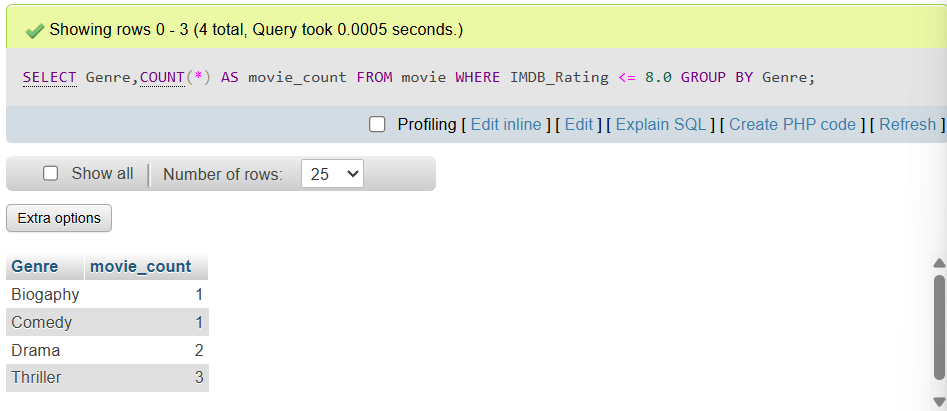 Showing rows 0 - 3 (4 total, Query took 0.0005 seconds.)
SELECT Genre,COUNT(*) AS movie_count FROM movie WHERE IMDB_Rating <= 8.0 GROUP BY Genre;
Profiling [ Edit inline ] [ Edit ] [ Explain SQL ] [ Create PHP code ] [ Refresh ]
Show all Number of rows: 25
Extra options
Genre movie_count
Biogaphy 1
Comedy 1
Drama 2
Thriller 3